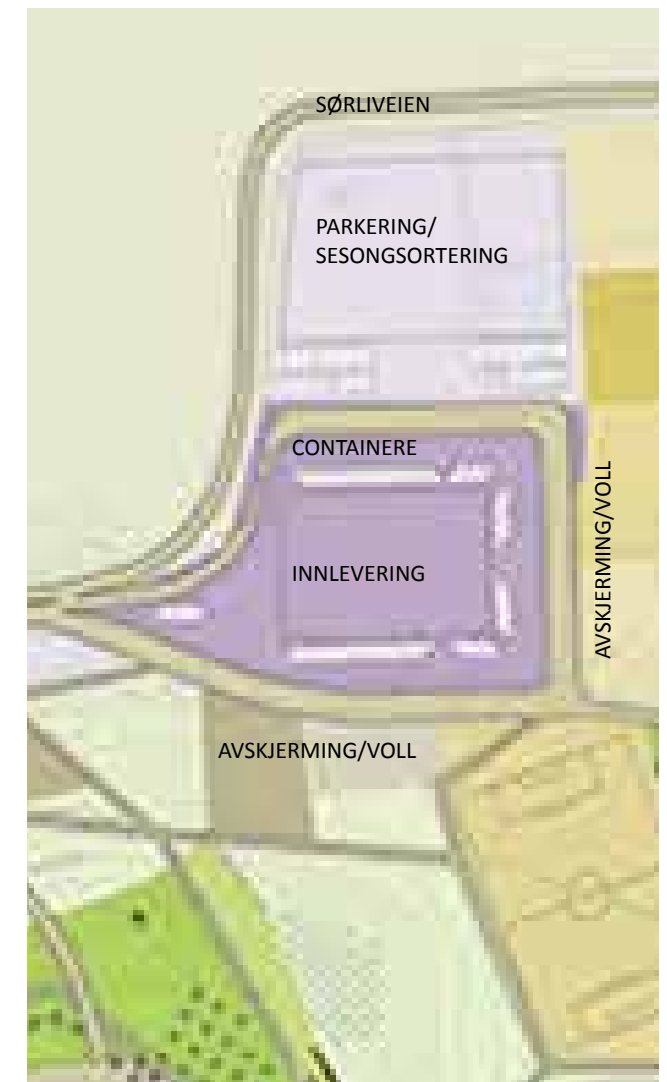 SØRLIVEIEN
PARKERING/
SESONGSORTERING
CONTAINERE
INNLEVERING
AVSKJERMING/VOLL
AVSKJERMING/VOLL